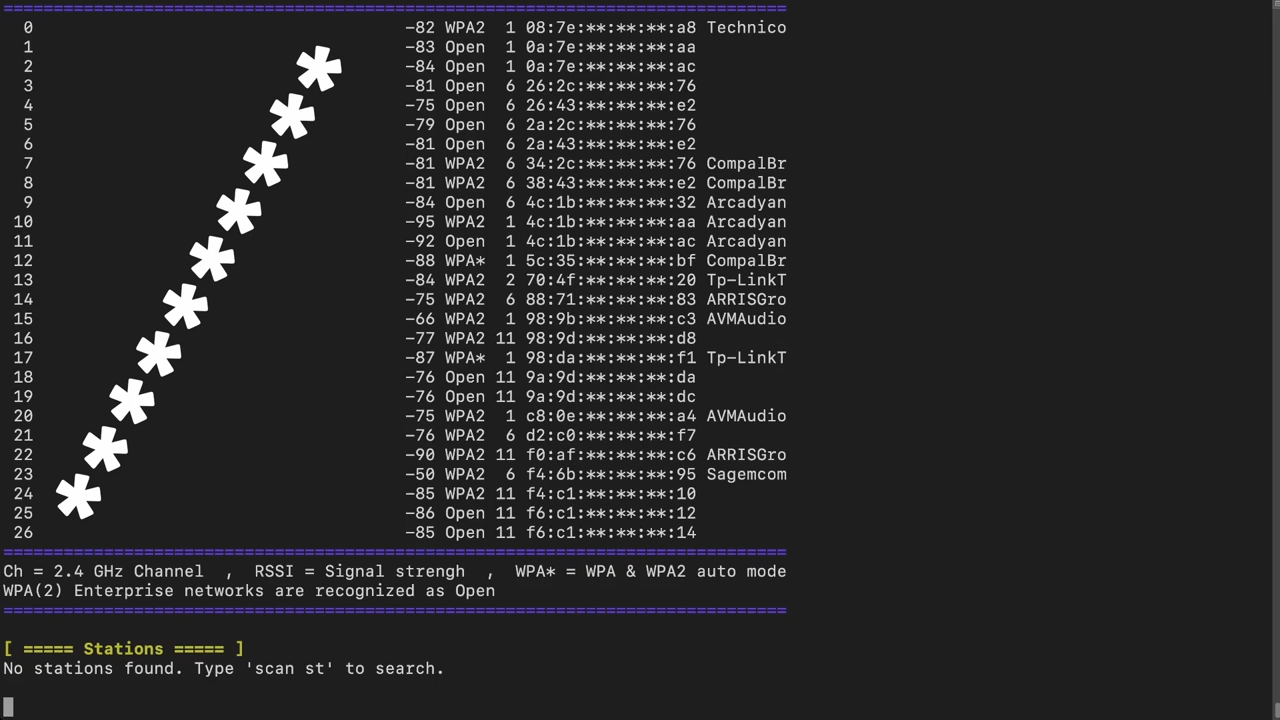 0 -82 WPA2 1 08:7e:**:**:**:a8 Technico
1 -83 Open 1 0a:7e:**:**:**:aa
2 -84 Open 1 0a:7e:**:**:**:ac
3 -81 Open 6 26:2c:**:**:**:76
4 -75 Open 6 26:43:**:**:**:e2
5 -79 Open 6 2a:2c:**:**:**:76
6 -81 Open 6 2a:43:**:**:**:e2
7 -81 WPA2 6 34:2c:**:**:**:76 CompalBr
8 -81 WPA2 6 38:43:**:**:**:e2 CompalBr
9 -84 Open 6 4c:1b:**:**:**:32 Arcadyan
10 -95 WPA2 1 4c:1b:**:**:**:aa Arcadyan
11 -92 Open 1 4c:1b:**:**:**:ac Arcadyan
12 -88 WPA* 1 5c:35:**:**:**:bf CompalBr
13 -84 WPA2 2 70:4f:**:**:**:20 Tp-LinkT
14 -75 WPA2 6 88:71:**:**:**:83 ARRISGro
15 -66 WPA2 1 98:9b:**:**:**:c3 AVMAudio
16 -77 WPA2 11 98:9d:**:**:**:d8
17 -87 WPA* 1 98:da:**:**:**:f1 Tp-LinkT
18 -76 Open 11 9a:9d:**:**:**:da
19 -76 Open 11 9a:9d:**:**:**:dc
20 -75 WPA2 1 c8:0e:**:**:**:a4 AVMAudio
21 -76 WPA2 6 d2:c0:**:**:**:f7
22 -90 WPA2 11 f0:af:**:**:**:c6 ARRISGro
23 -50 WPA2 6 f4:6b:**:**:**:95 Sagemcom
24 -85 WPA2 11 f4:c1:**:**:**:10
25 -86 Open 11 f6:c1:**:**:**:12
26 -85 Open 11 f6:c1:**:**:**:14
Ch = 2.4 GHz Channel , RSSI = Signal strengh , WPA* = WPA & WPA2 auto mode
WPA(2) Enterprise networks are recognized as Open
[ ===== Stations ===== ]
No stations found. Type 'scan st' to search.